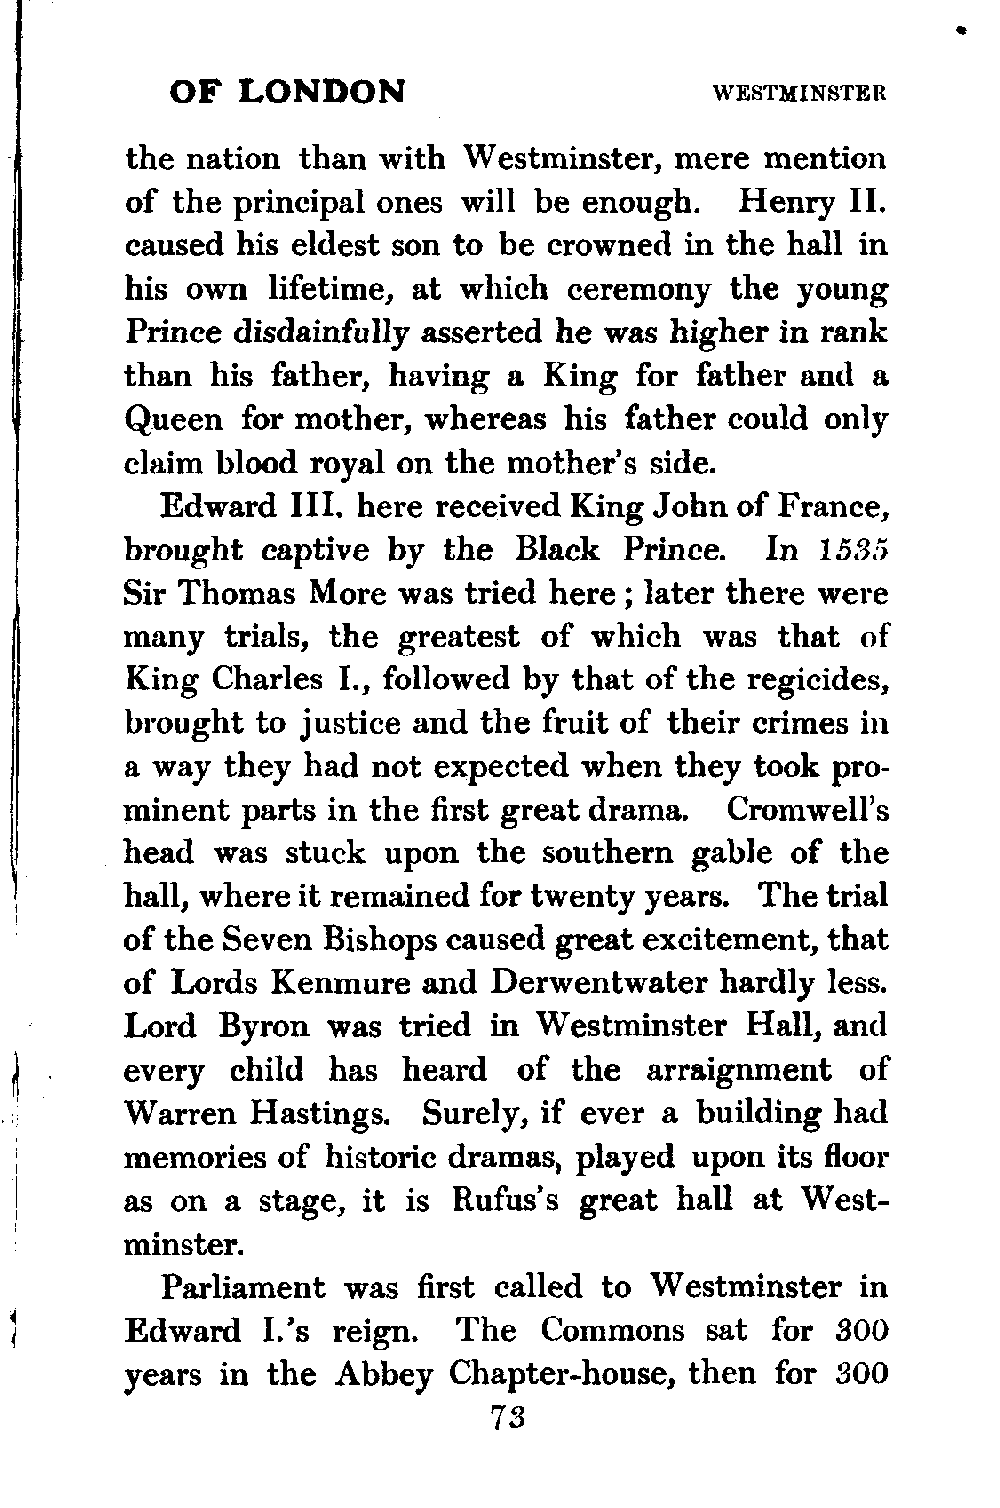 OF LONDON WESTMINSTER
the nation than with Westminster, mere mention
of the principal ones will be enough. Henry II.
caused his eldest son to be crowned in the hall in
his own lifetime, at which ceremony the young
Prince disdainfully asserted he was higher in rank
than his father, having a King for father and a
Queen for mother, whereas his father could only
claim blood royal on the mother's side.
Edward III. here received King John of France,
brought captive by the Black Prince. In 1535
Sir Thomas More was tried here ; later there were
many trials, the greatest of which was that of
King Charles I., followed by that of the regicides,
brought to justice and the fruit of their crimes in
a way they had not expected when they took pro-
minent parts in the first great drama. Cromwell's
head was stuck upon the southern gable of the
hall, where it remained for twenty years. The trial
of the Seven Bishops caused great excitement, that
of Lords Kenmure and Derwentwater hardly less.
Lord Byron was tried in Westminster Hall, and
every child has heard of the arraignment of
Warren Hastings. Surely, if ever a building had
memories of historic dramas, played upon its floor
as on a stage, it is Rufus's great hall at West-
minster.
Parliament was first called to Westminster in
Edward I.'s reign. The Commons sat for 300
years in the Abbey Chapter-house, then for 300
73